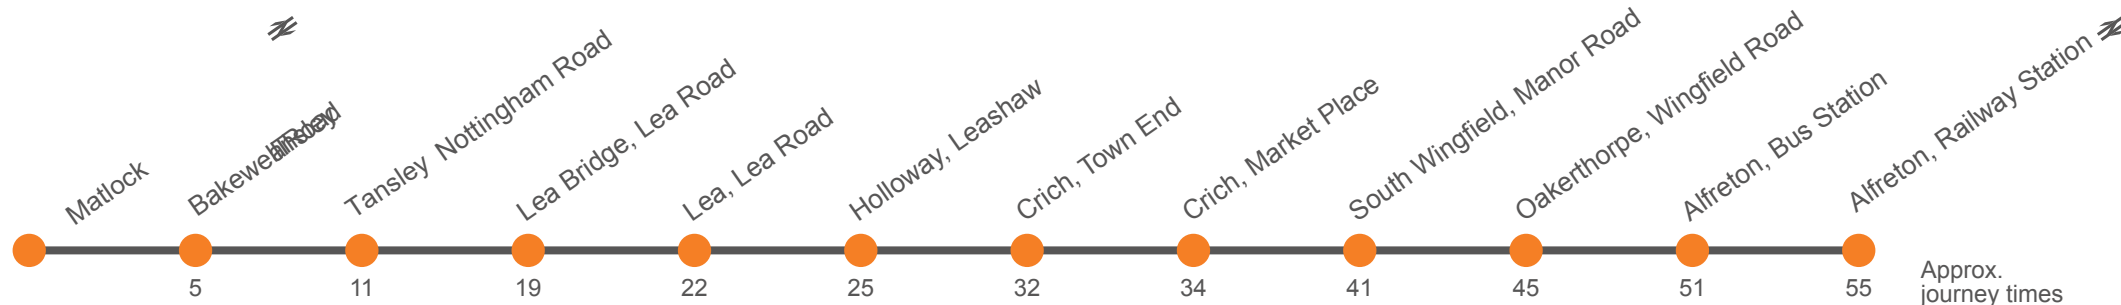 Matlock
Bakewell
Tansley Nottingham Road
Lea Bridge, Lea Road
Lea, Lea Road
Holloway, Leashaw
Crich, Town End
Crich, Market Place
South Wingfield, Manor Road
Oakerthorpe, Wingfield Road
Alfreton, Bus Station
Alfreton, Railway Station
5
11
19
22
25
32
34
41
45
51
55
Approx.
journey times